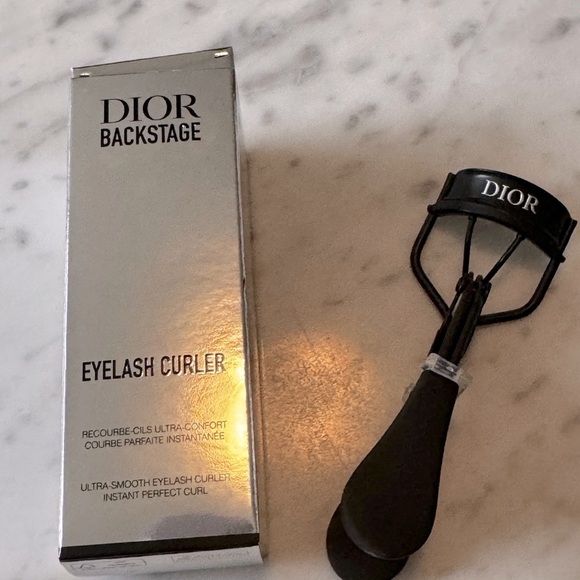 DIOR
BACKSTAGE
EYELASH CURLER
RECOURBE-CILS ULTRA-CONFORT
COURBE PARFAITE INSTANTANÉE
ULTRA-SMOOTH EYELASH CURLER
INSTANT PERFECT CURL
DIOR